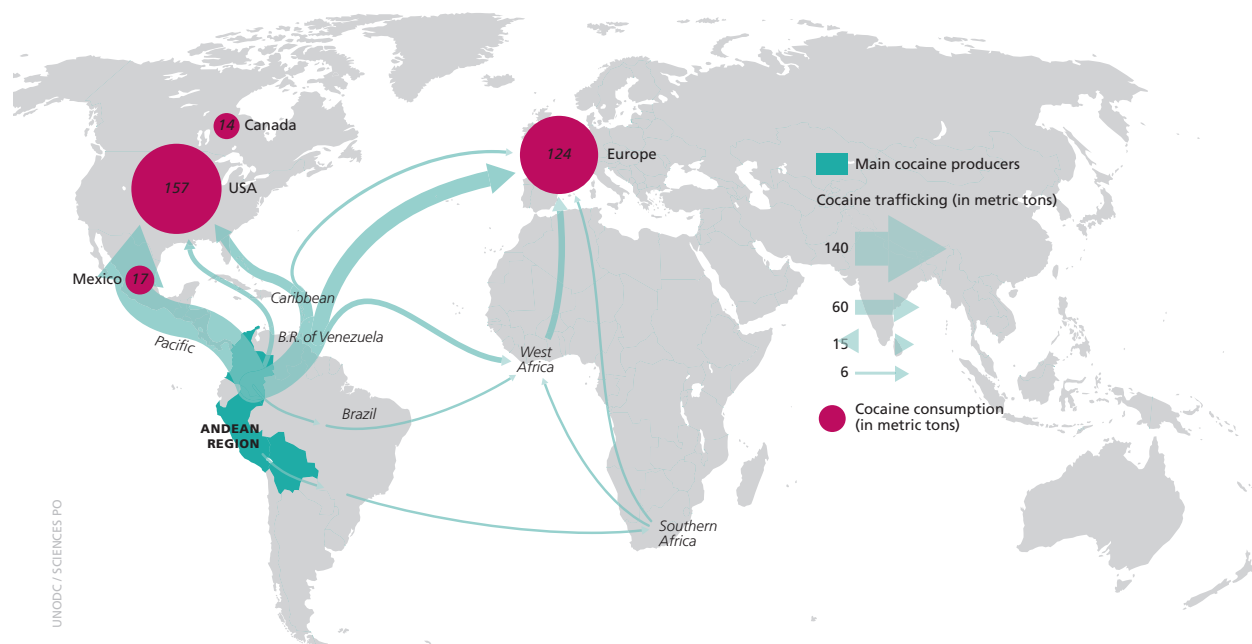 14 Canada
124 Europe
157 USA
Main cocaine producers
Cocaine trafficking (in metric tons)
140
60
15
6
Mexico 17
Caribbean
B.R. of Venezuela
Pacific
West
Africa
Brazil
ANDEAN
REGION
Cocaine consumption
(in metric tons)
Southern
Africa
UNODC / SCIENCES PO